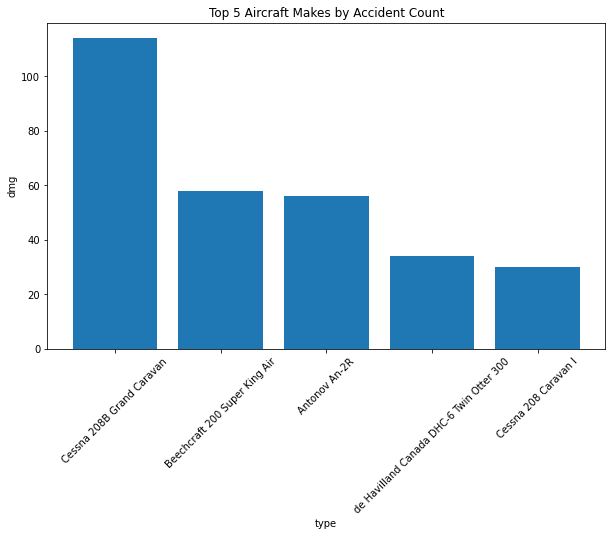 Top 5 Aircraft Makes by Accident Count
dmg
100
80
60
40
20
0
Cessna 208B Grand Caravan
Beechcraft 200 Super King Air
Antonov An-2R
de Havilland Canada DHC-6 Twin Otter 300
Cessna 208 Caravan I
type